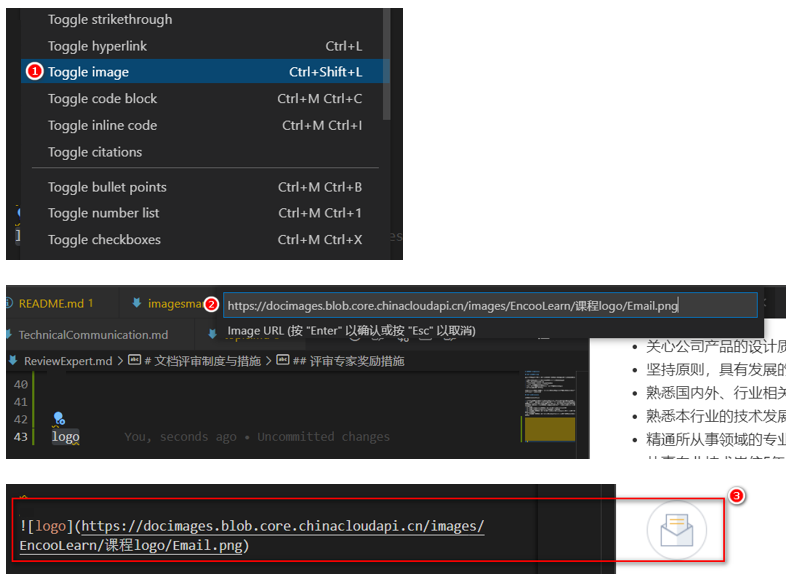 Toggle strikethrough
Toggle hyperlink Ctrl+L
1 Toggle image Ctrl+Shift+L
Toggle code block Ctrl+M Ctrl+C
Toggle inline code Ctrl+M Ctrl+I
Toggle citations
Toggle bullet points Ctrl+M Ctrl+B
Toggle number list Ctrl+M Ctrl+1
Toggle checkboxes Ctrl+M Ctrl+X
README.md 1 imagesma 2 https://docimages.blob.core.chinacloudapi.cn/images/EncooLearn/课程logo/Email.png
Image URL (按 "Enter" 以确认或按 "Esc" 以取消)
TechnicalCommunication.md
ReviewExpert.md > # 文档评审制度与措施 > ## 评审专家奖励措施
40
41
42
43 logo You, seconds ago • Uncommitted changes
• 关心公司产品的设计质
• 坚持原则，具有发展的
• 熟悉国内外、行业相关
• 熟悉本行业的技术发展
• 精通所从事领域的专业
3
![logo](https://docimages.blob.core.chinacloudapi.cn/images/
EncooLearn/课程logo/Email.png)